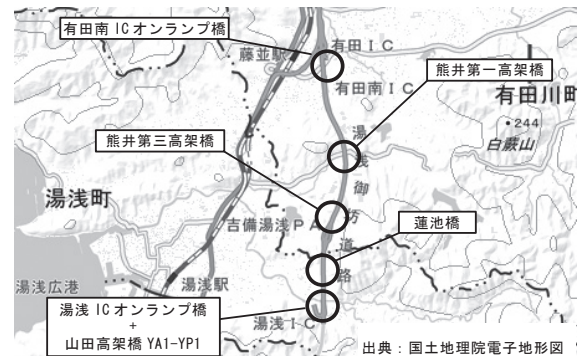 有田南ICオンランプ橋
藤並駅
有田IC
有田南IC
熊井第一高架橋
有田川町
・244
白蕨山
熊井第三高架橋
湯浅御坊道路
湯浅町
吉備湯浅PA
蓮池橋
湯浅広港
湯浅駅
湯浅ICオンランプ橋
+
山田高架橋YA1-YP1
湯浅IC
出典:国土地理院電子地形図